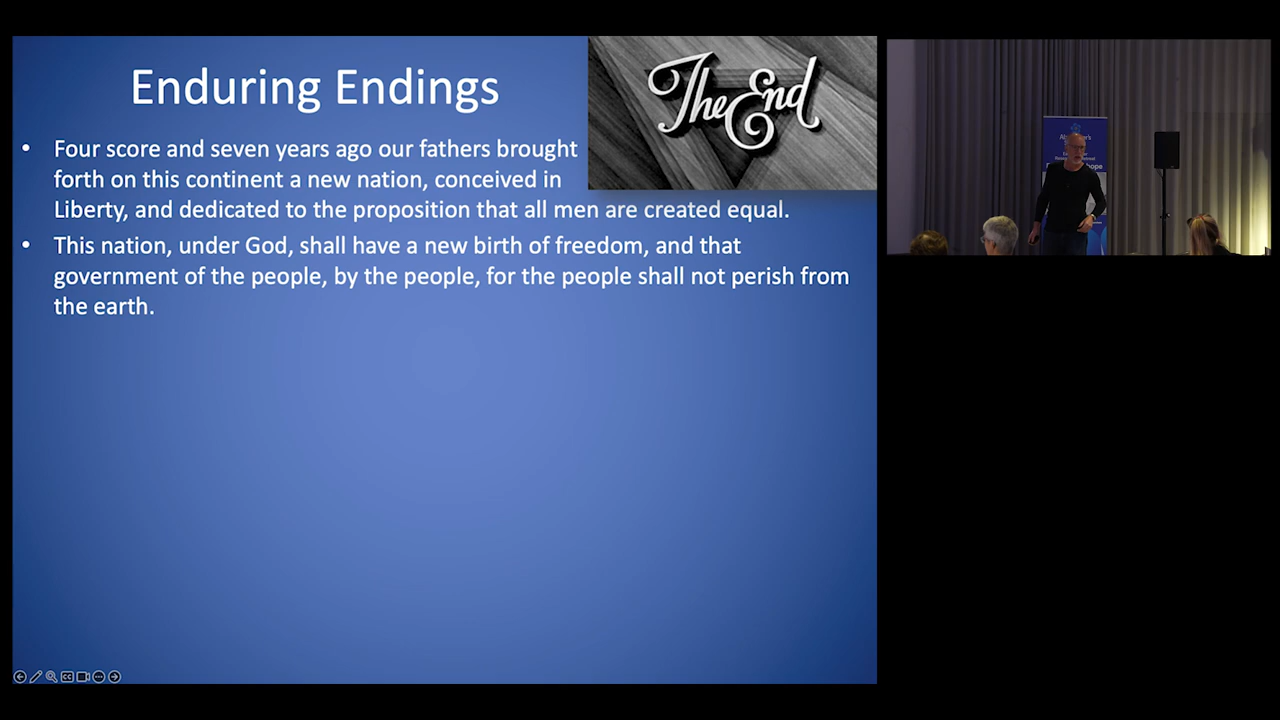 Enduring Endings
The End
• Four score and seven years ago our fathers brought
forth on this continent a new nation, conceived in
Liberty, and dedicated to the proposition that all men are created equal.
• This nation, under God, shall have a new birth of freedom, and that
government of the people, by the people, for the people shall not perish from
the earth.